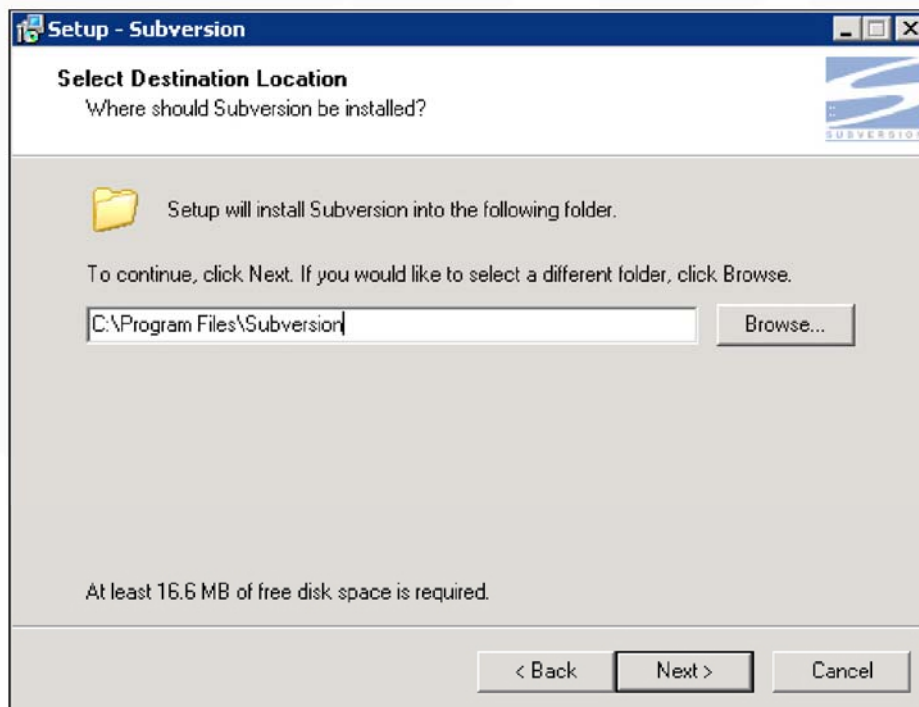 Setup - Subversion
Select Destination Location
Where should Subversion be installed?
SUBVERSION
Setup will install Subversion into the following folder.
To continue, click Next. If you would like to select a different folder, click Browse.
C:\Program Files\Subversion
Browse...
At least 16.6 MB of free disk space is required.
< Back
Next >
Cancel